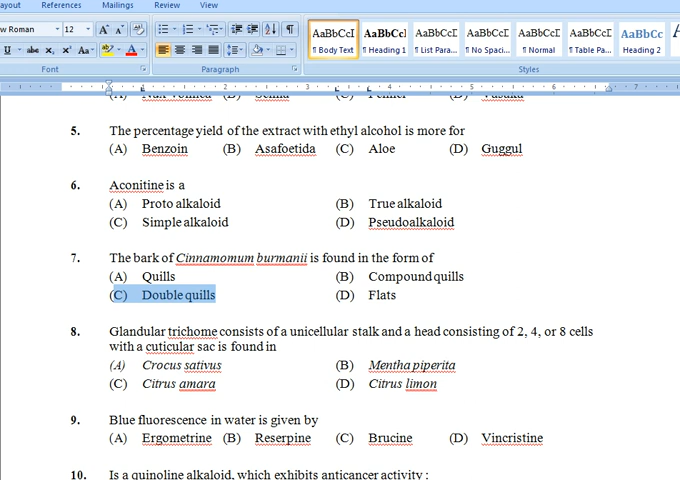 ayout References Mailings Review View
w Roman 12
Font Paragraph Styles
AaBbCcI AaBbCcl AaBbCcI AaBbCcI AaBbCcI AaBbCcI AaBbCc
¶ Body Text ¶ Heading 1 ¶ List Para... ¶ No Spaci... ¶ Normal ¶ Table Pa... Heading 2
(A) Nux-vomica (B) Senna (C) Fennel (D) Vasaka
5. The percentage yield of the extract with ethyl alcohol is more for
(A) Benzoin (B) Asafoetida (C) Aloe (D) Guggul
6. Aconitine is a
(A) Proto alkaloid (B) True alkaloid
(C) Simple alkaloid (D) Pseudoalkaloid
7. The bark of Cinnamomum burmanii is found in the form of
(A) Quills (B) Compound quills
(C) Double quills (D) Flats
8. Glandular trichome consists of a unicellular stalk and a head consisting of 2, 4, or 8 cells
with a cuticular sac is found in
(A) Crocus sativus (B) Mentha piperita
(C) Citrus amara (D) Citrus limon
9. Blue fluorescence in water is given by
(A) Ergometrine (B) Reserpine (C) Brucine (D) Vincristine
10. Is a quinoline alkaloid, which exhibits anticancer activity :